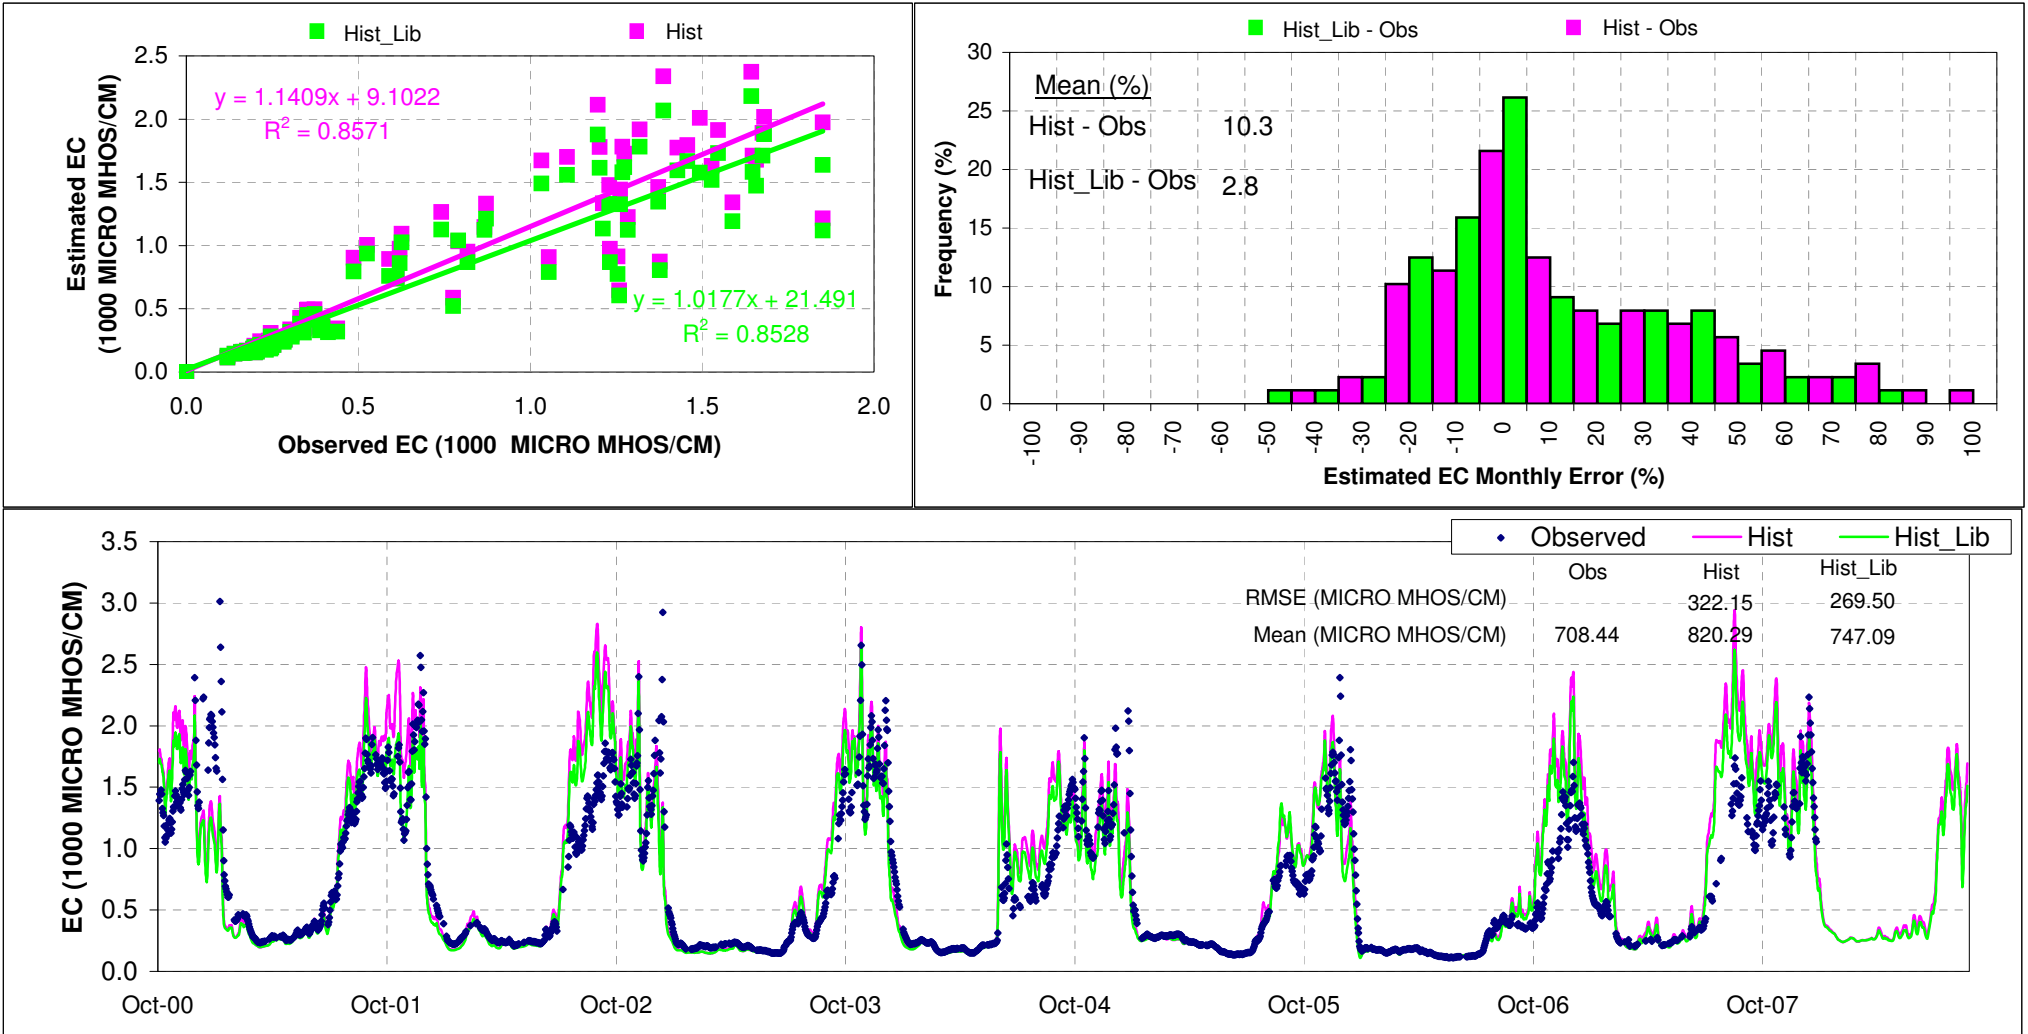 Hist_Lib Hist
2.5
2.0
1.5
1.0
0.5
0.0
0.0 0.5 1.0 1.5 2.0
Estimated EC
(1000 MICRO MHOS/CM)
y = 1.1409x + 9.1022
R2 = 0.8571
y = 1.0177x + 21.491
R2 = 0.8528
Observed EC (1000 MICRO MHOS/CM)
Hist_Lib - Obs Hist - Obs
30
25
20
15
10
5
0
Frequency (%)
Mean (%)
Hist - Obs 10.3
Hist_Lib - Obs 2.8
-100 -90 -80 -70 -60 -50 -40 -30 -20 -10 0 10 20 30 40 50 60 70 80 90 100
Estimated EC Monthly Error (%)
Observed Hist Hist_Lib
Obs Hist Hist_Lib
RMSE (MICRO MHOS/CM) 322.15 269.50
Mean (MICRO MHOS/CM) 708.44 820.29 747.09
EC (1000 MICRO MHOS/CM)
3.5
3.0
2.5
2.0
1.5
1.0
0.5
0.0
Oct-00 Oct-01 Oct-02 Oct-03 Oct-04 Oct-05 Oct-06 Oct-07